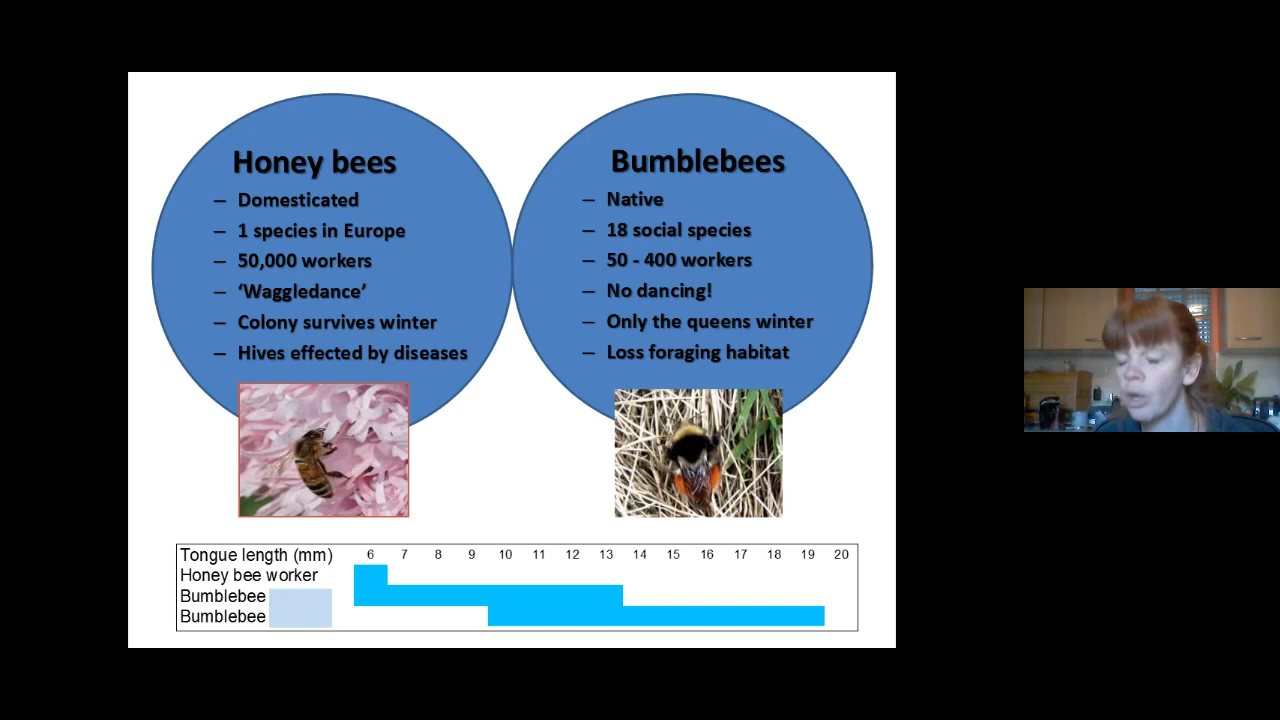 Honey bees
– Domesticated
– 1 species in Europe
– 50,000 workers
– ‘Waggledance’
– Colony survives winter
– Hives effected by diseases
Bumblebees
– Native
– 18 social species
– 50 - 400 workers
– No dancing!
– Only the queens winter
– Loss foraging habitat
Tongue length (mm) 6 7 8 9 10 11 12 13 14 15 16 17 18 19 20
Honey bee worker
Bumblebee
Bumblebee